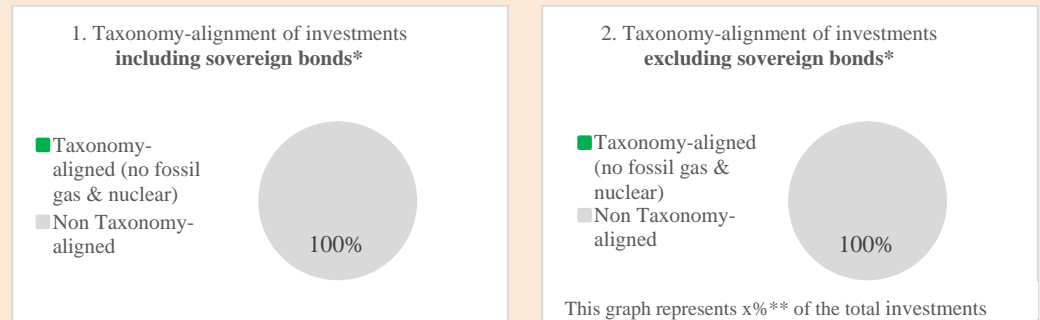 1. Taxonomy-alignment of investments
including sovereign bonds*
Taxonomy-
aligned (no fossil
gas & nuclear)
Non Taxonomy-
aligned
100%
2. Taxonomy-alignment of investments
excluding sovereign bonds*
Taxonomy-aligned
(no fossil gas &
nuclear)
Non Taxonomy-
aligned
100%
This graph represents x%** of the total investments